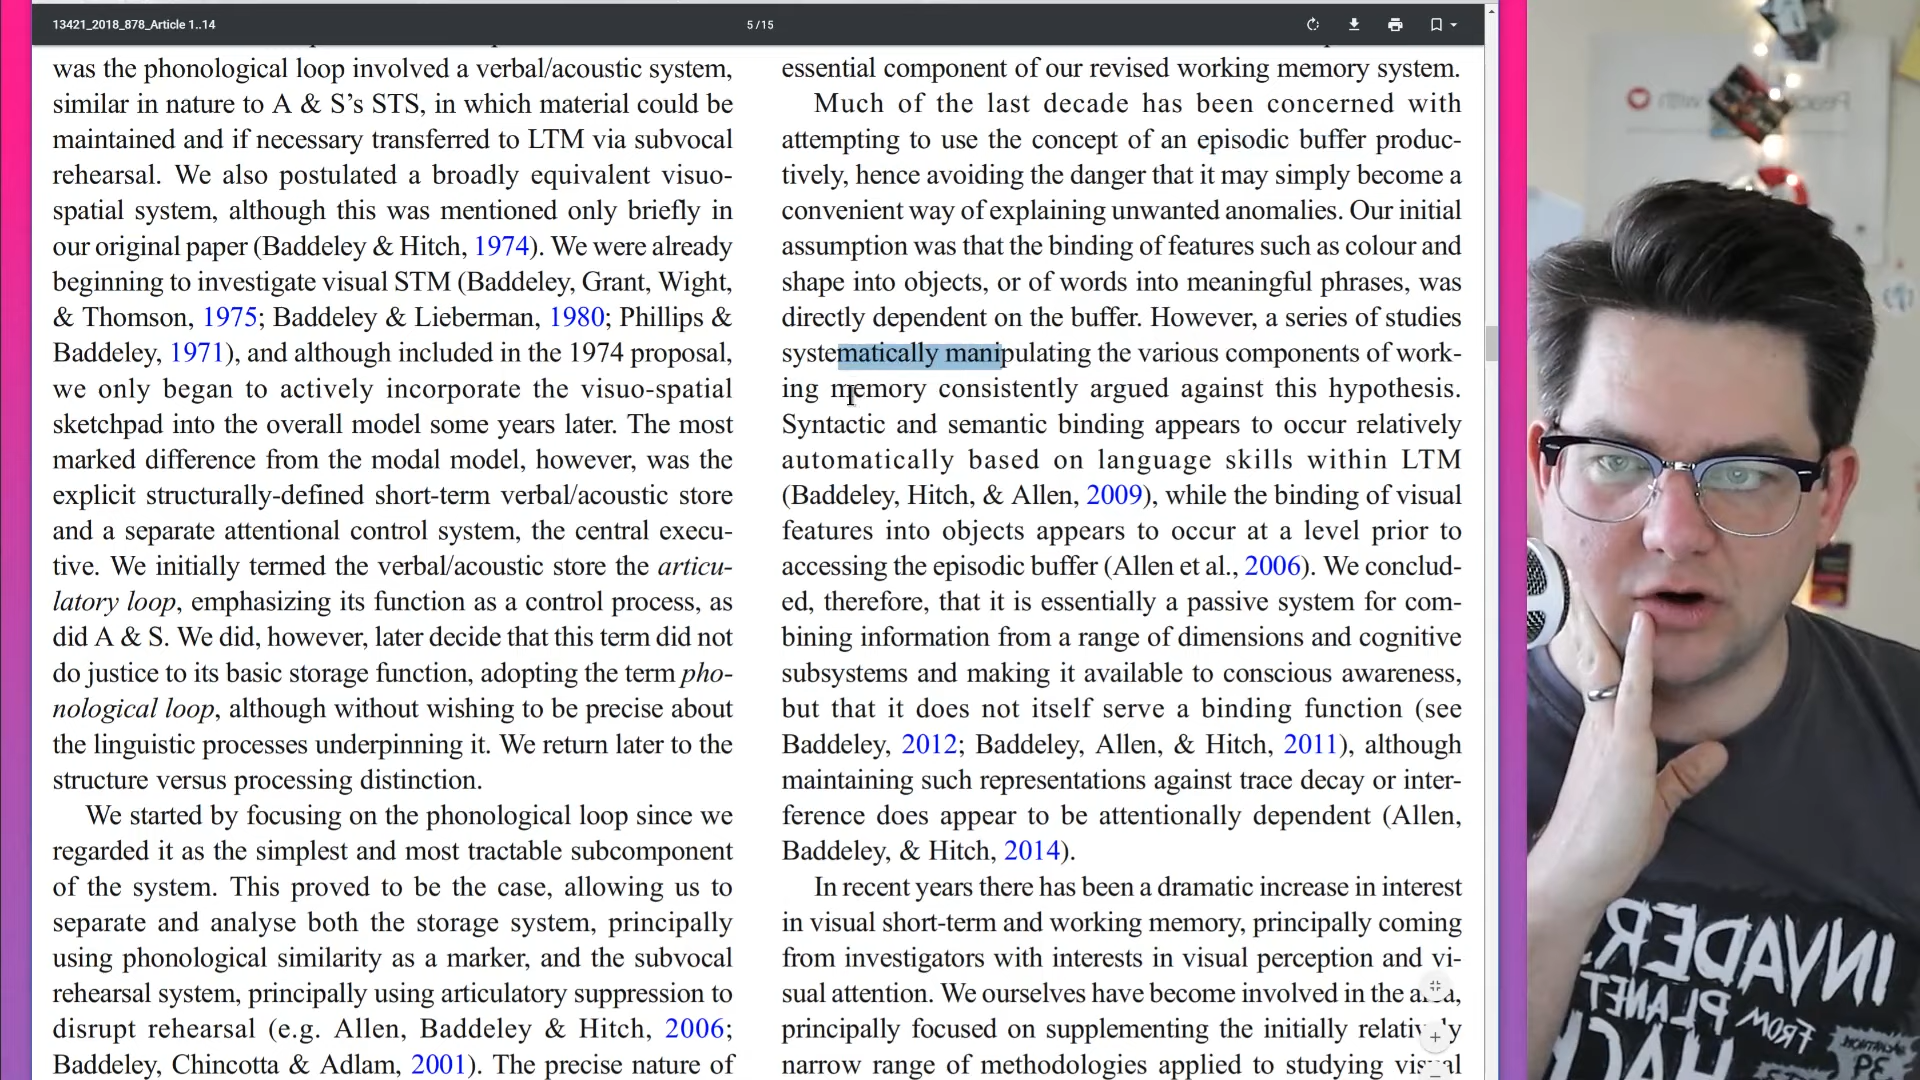 13421_2018_878_Article 1..14
5 / 15
was the phonological loop involved a verbal/acoustic system,
similar in nature to A & S’s STS, in which material could be
maintained and if necessary transferred to LTM via subvocal
rehearsal. We also postulated a broadly equivalent visuo-
spatial system, although this was mentioned only briefly in
our original paper (Baddeley & Hitch, 1974). We were already
beginning to investigate visual STM (Baddeley, Grant, Wight,
& Thomson, 1975; Baddeley & Lieberman, 1980; Phillips &
Baddeley, 1971), and although included in the 1974 proposal,
we only began to actively incorporate the visuo-spatial
sketchpad into the overall model some years later. The most
marked difference from the modal model, however, was the
explicit structurally-defined short-term verbal/acoustic store
and a separate attentional control system, the central execu-
tive. We initially termed the verbal/acoustic store the articu-
latory loop, emphasizing its function as a control process, as
did A & S. We did, however, later decide that this term did not
do justice to its basic storage function, adopting the term pho-
nological loop, although without wishing to be precise about
the linguistic processes underpinning it. We return later to the
structure versus processing distinction.
We started by focusing on the phonological loop since we
regarded it as the simplest and most tractable subcomponent
of the system. This proved to be the case, allowing us to
separate and analyse both the storage system, principally
using phonological similarity as a marker, and the subvocal
rehearsal system, principally using articulatory suppression to
disrupt rehearsal (e.g. Allen, Baddeley & Hitch, 2006;
Baddeley, Chincotta & Adlam, 2001). The precise nature of
essential component of our revised working memory system.
Much of the last decade has been concerned with
attempting to use the concept of an episodic buffer produc-
tively, hence avoiding the danger that it may simply become a
convenient way of explaining unwanted anomalies. Our initial
assumption was that the binding of features such as colour and
shape into objects, or of words into meaningful phrases, was
directly dependent on the buffer. However, a series of studies
systematically manipulating the various components of work-
ing memory consistently argued against this hypothesis.
Syntactic and semantic binding appears to occur relatively
automatically based on language skills within LTM
(Baddeley, Hitch, & Allen, 2009), while the binding of visual
features into objects appears to occur at a level prior to
accessing the episodic buffer (Allen et al., 2006). We conclud-
ed, therefore, that it is essentially a passive system for com-
bining information from a range of dimensions and cognitive
subsystems and making it available to conscious awareness,
but that it does not itself serve a binding function (see
Baddeley, 2012; Baddeley, Allen, & Hitch, 2011), although
maintaining such representations against trace decay or inter-
ference does appear to be attentionally dependent (Allen,
Baddeley, & Hitch, 2014).
In recent years there has been a dramatic increase in interest
in visual short-term and working memory, principally coming
from investigators with interests in visual perception and vi-
sual attention. We ourselves have become involved in the area,
principally focused on supplementing the initially relatively
narrow range of methodologies applied to studying visual
INVADER
FROM PLANET